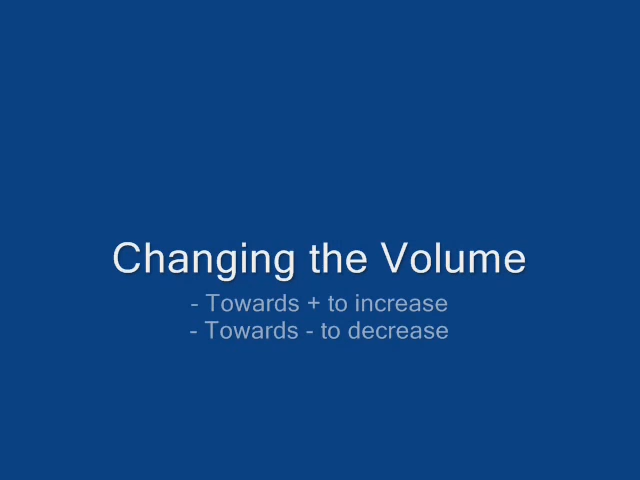 Changing the Volume
- Towards + to increase
- Towards - to decrease